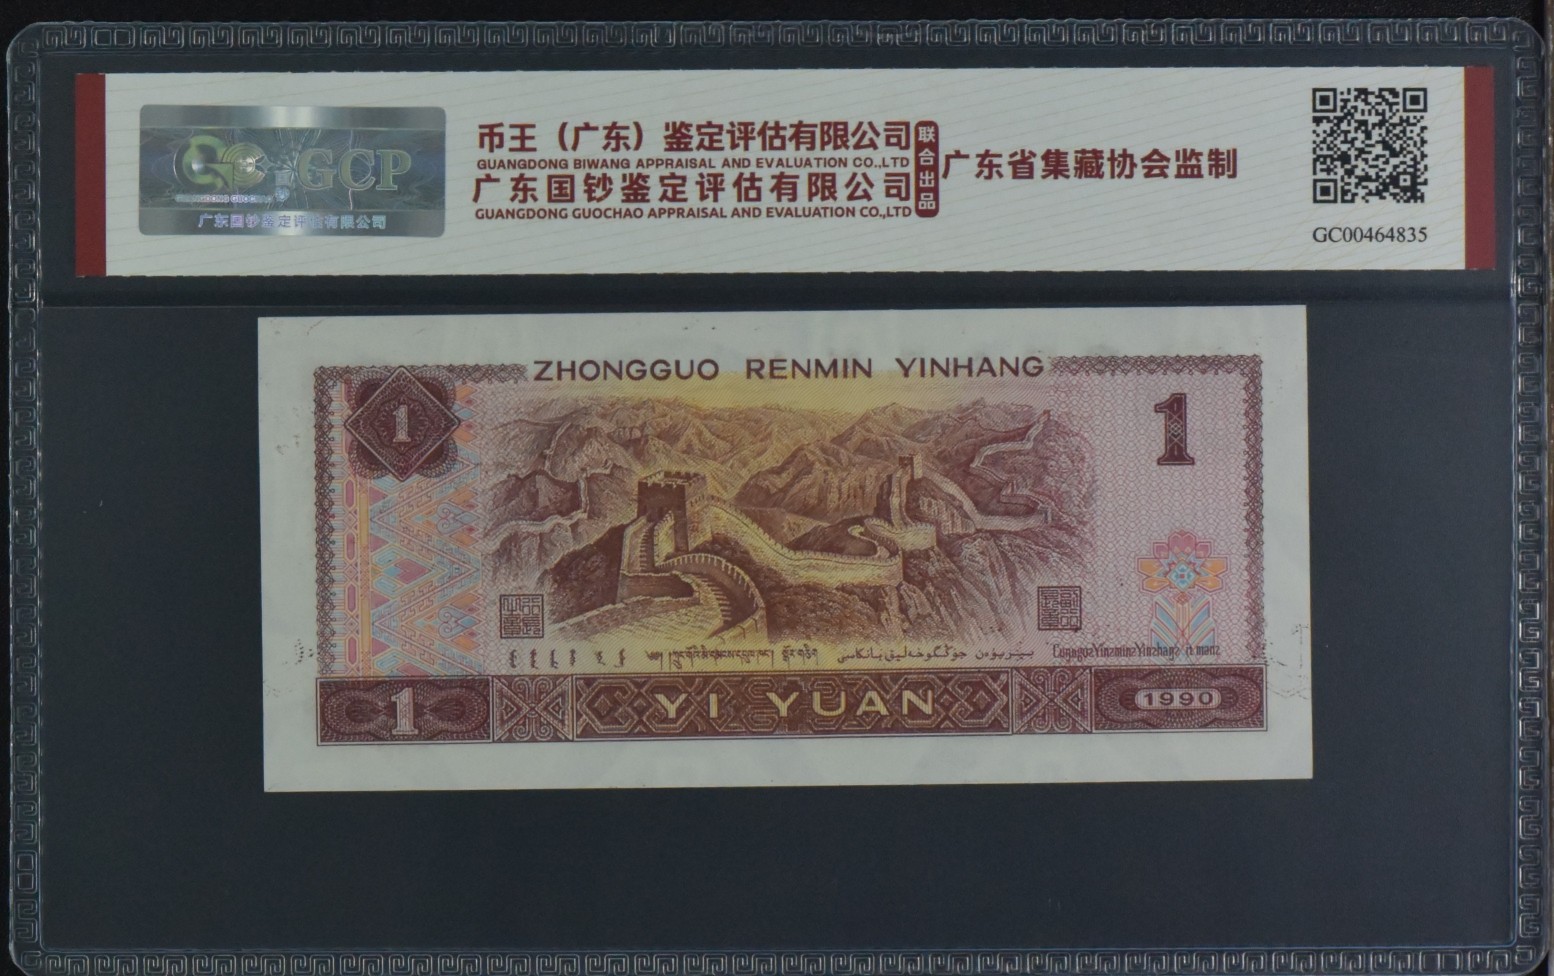 GCP
广东国钞鉴定评估有限公司
币王（广东）鉴定评估有限公司
GUANGDONG BIWANG APPRAISAL AND EVALUATION CO.,LTD
广东国钞鉴定评估有限公司
GUANGDONG GUOCHAO APPRAISAL AND EVALUATION CO.,LTD
联合出品
广东省集藏协会监制
GC00464835
ZHONGGUO RENMIN YINHANG
1
1
1
YI YUAN
1990